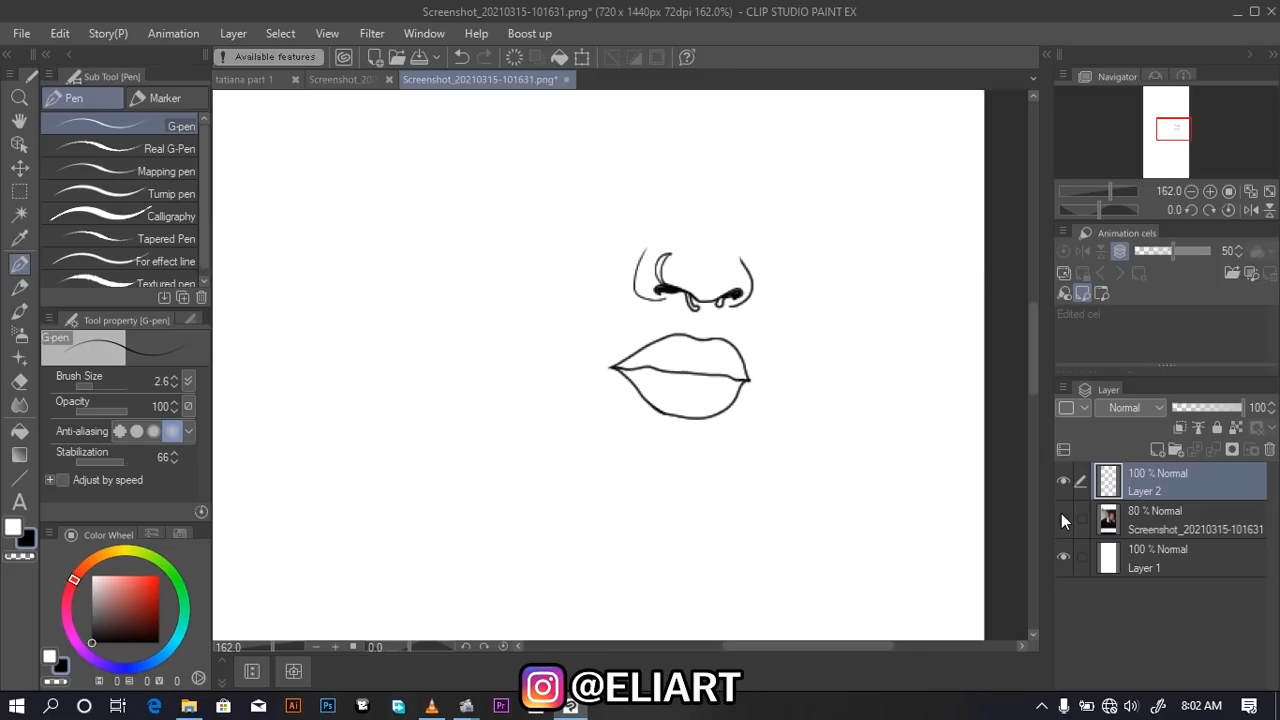 Screenshot_20210315-101631.png* (720 x 1440px 72dpi 162.0%) - CLIP STUDIO PAINT EX
File Edit Story(P) Animation Layer Select View Filter Window Help Boost up
Available features
Sub Tool [Pen]
tatiana part 1
Screenshot_202
Screenshot_20210315-101631.png*
Navigator
Pen
Marker
G-pen
Real G-Pen
Mapping pen
Turnip pen
Calligraphy
Tapered Pen
For effect line
Textured pen
162.0
0.0
Animation cels
50
Edited cel
Tool property [G-pen]
G-pen
Brush Size 2.6
Opacity 100
Anti-aliasing
Stabilization 66
Adjust by speed
Layer
Normal 100
100 % Normal
Layer 2
80 % Normal
Screenshot_20210315-101631
100 % Normal
Layer 1
Color Wheel
H 0 S 0 V 0
162.0
0.0
@ELIART
8:02 AM